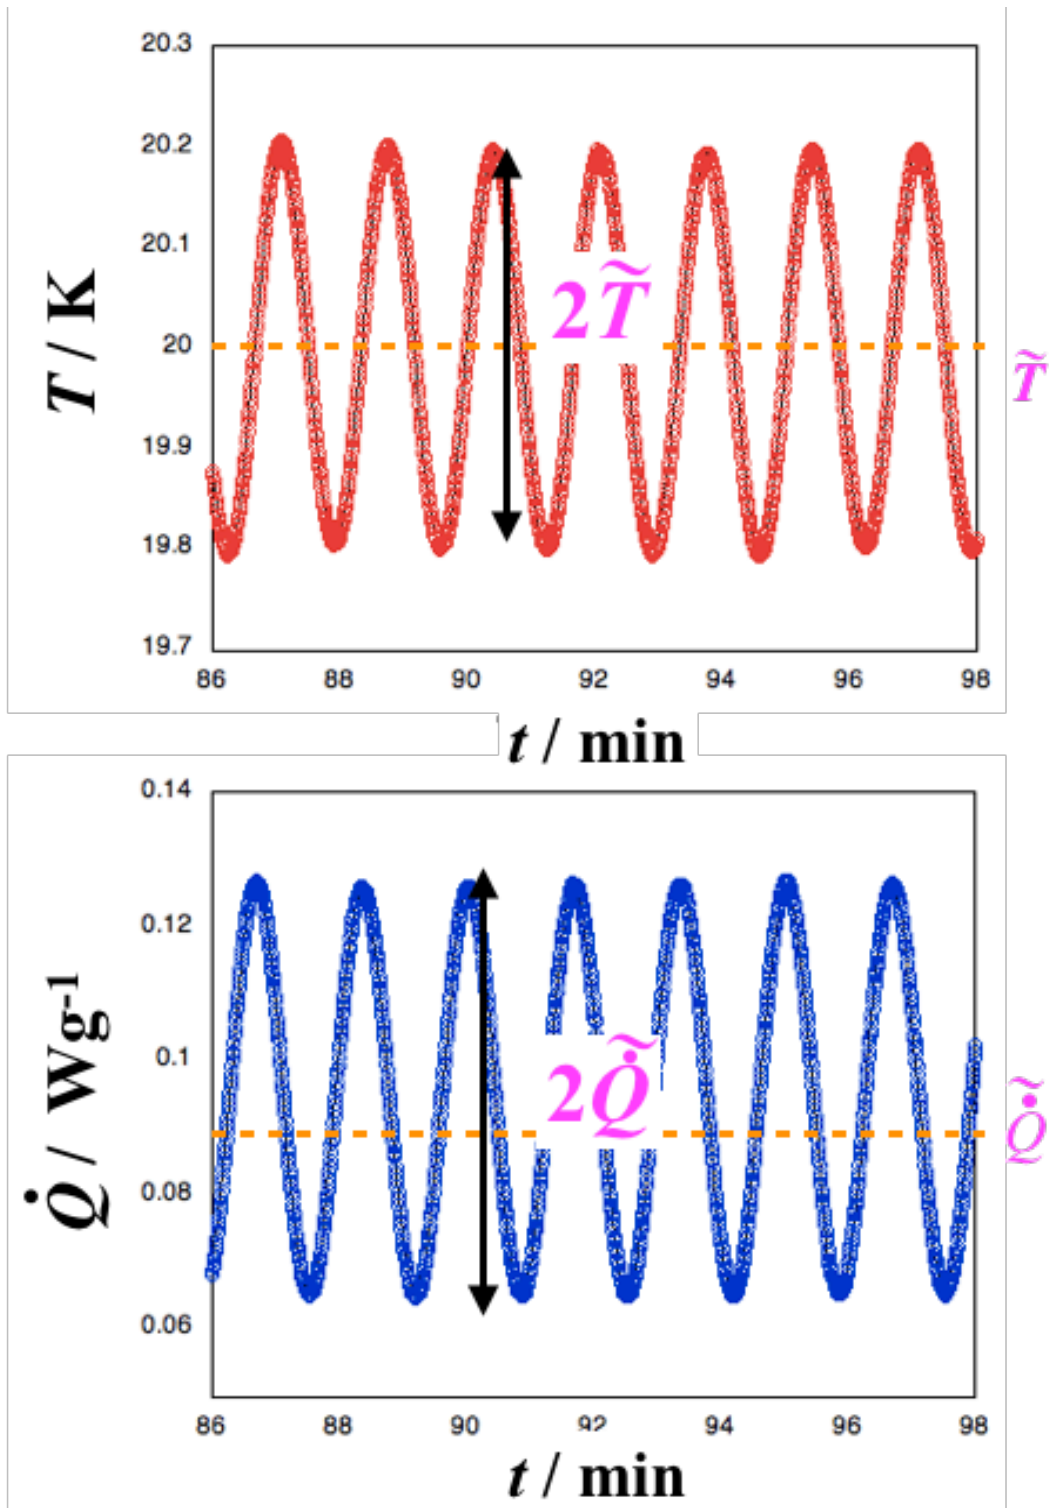 20.3
20.2
20.1
20
19.9
19.8
19.7
T / K
2T̃
T̃
86 88 90 92 94 96 98
t / min
0.14
0.12
0.1
0.08
0.06
Q̇ / Wg⁻¹
2Q̇̃
Q̇̃
86 88 90 92 94 96 98
t / min